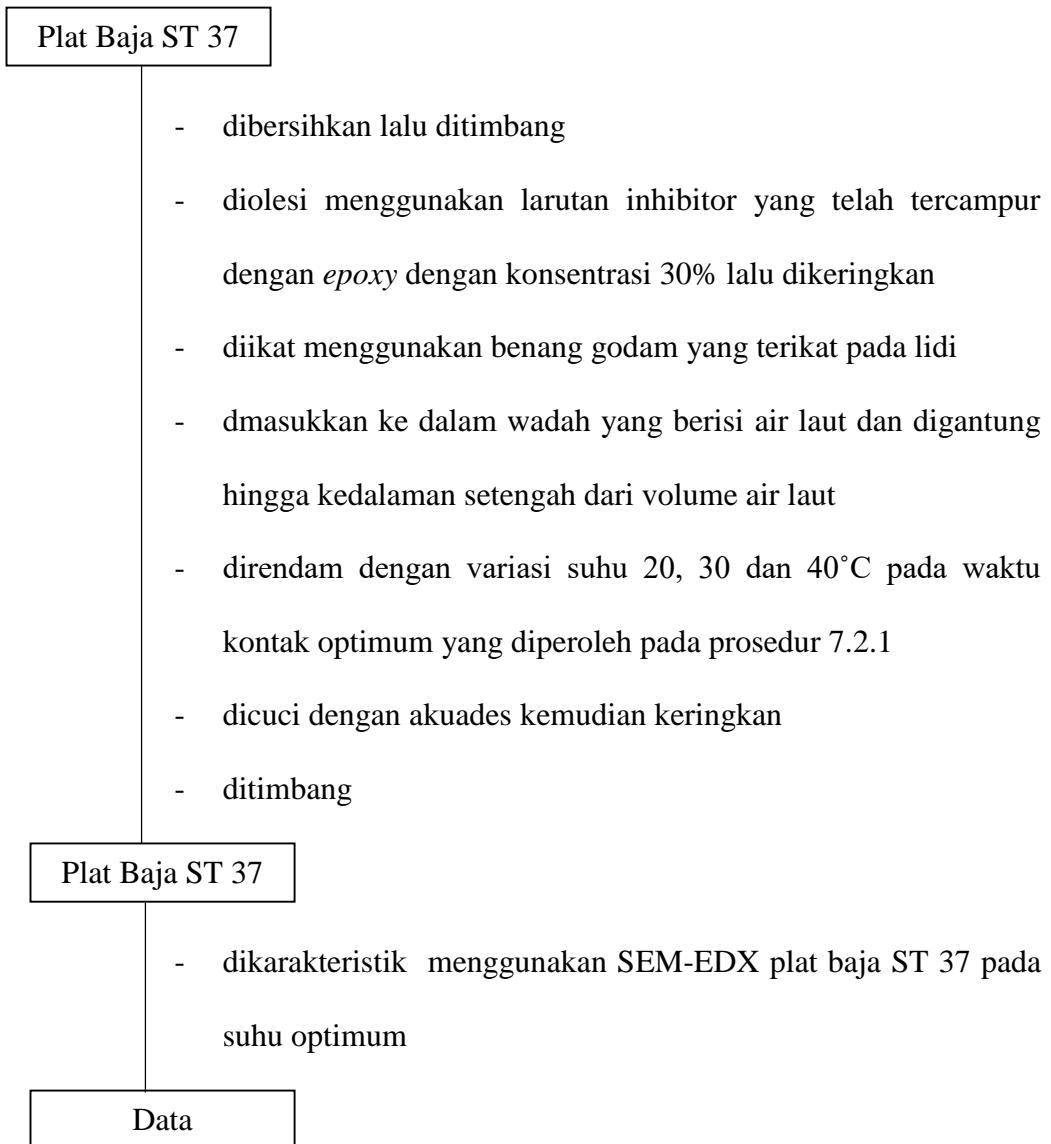 Plat Baja ST 37
- dibersihkan lalu ditimbang
- diolesi menggunakan larutan inhibitor yang telah tercampur
dengan epoxy dengan konsentrasi 30% lalu dikeringkan
- diikat menggunakan benang godam yang terikat pada lidi
- dmasukkan ke dalam wadah yang berisi air laut dan digantung
hingga kedalaman setengah dari volume air laut
- direndam dengan variasi suhu 20, 30 dan 40˚C pada waktu
kontak optimum yang diperoleh pada prosedur 7.2.1
- dicuci dengan akuades kemudian keringkan
- ditimbang
Plat Baja ST 37
- dikarakteristik menggunakan SEM-EDX plat baja ST 37 pada
suhu optimum
Data